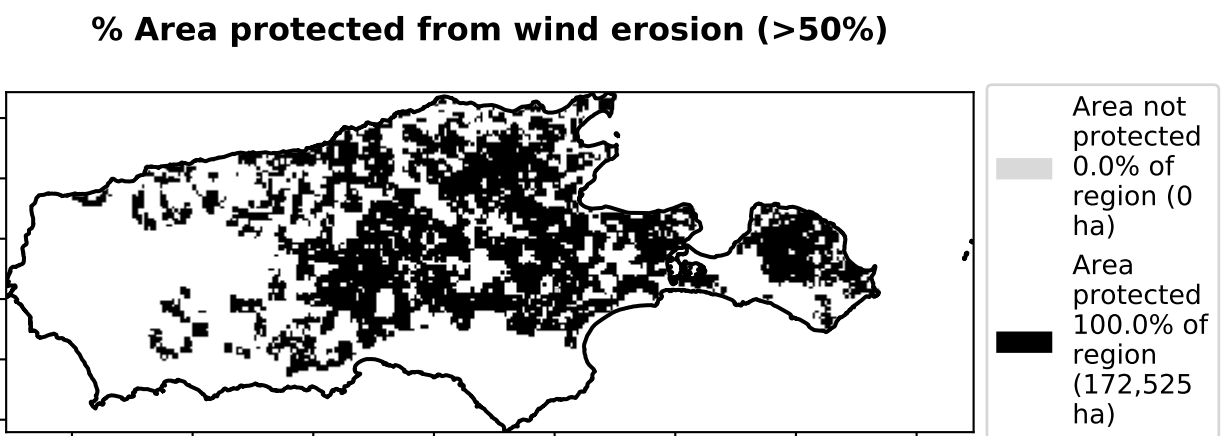 % Area protected from wind erosion (>50%)
Area not
protected
0.0% of
region (0
ha)
Area
protected
100.0% of
region
(172,525
ha)